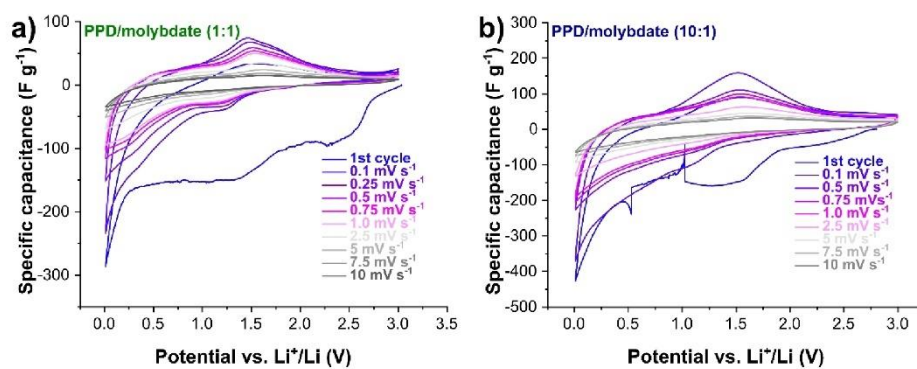 a)
PPD/molybdate (1:1)
Specific capacitance (F g⁻¹)
100
0
-100
-200
-300
1st cycle
0.1 mV s⁻¹
0.25 mV s⁻¹
0.5 mV s⁻¹
0.75 mVs⁻¹
1.0 mV s⁻¹
2.5 mV s⁻¹
5 mV s⁻¹
7.5 mV s⁻¹
10 mV s⁻¹
0.0 0.5 1.0 1.5 2.0 2.5 3.0 3.5
Potential vs. Li⁺/Li (V)
b)
PPD/molybdate (10:1)
Specific capacitance (F g⁻¹)
300
200
100
0
-100
-200
-300
-400
-500
1st cycle
0.1 mV s⁻¹
0.5 mV s⁻¹
0.75 mVs⁻¹
1.0 mV s⁻¹
2.5 mV s⁻¹
5 mV s⁻¹
7.5 mV s⁻¹
10 mV s⁻¹
0.0 0.5 1.0 1.5 2.0 2.5 3.0
Potential vs. Li⁺/Li (V)